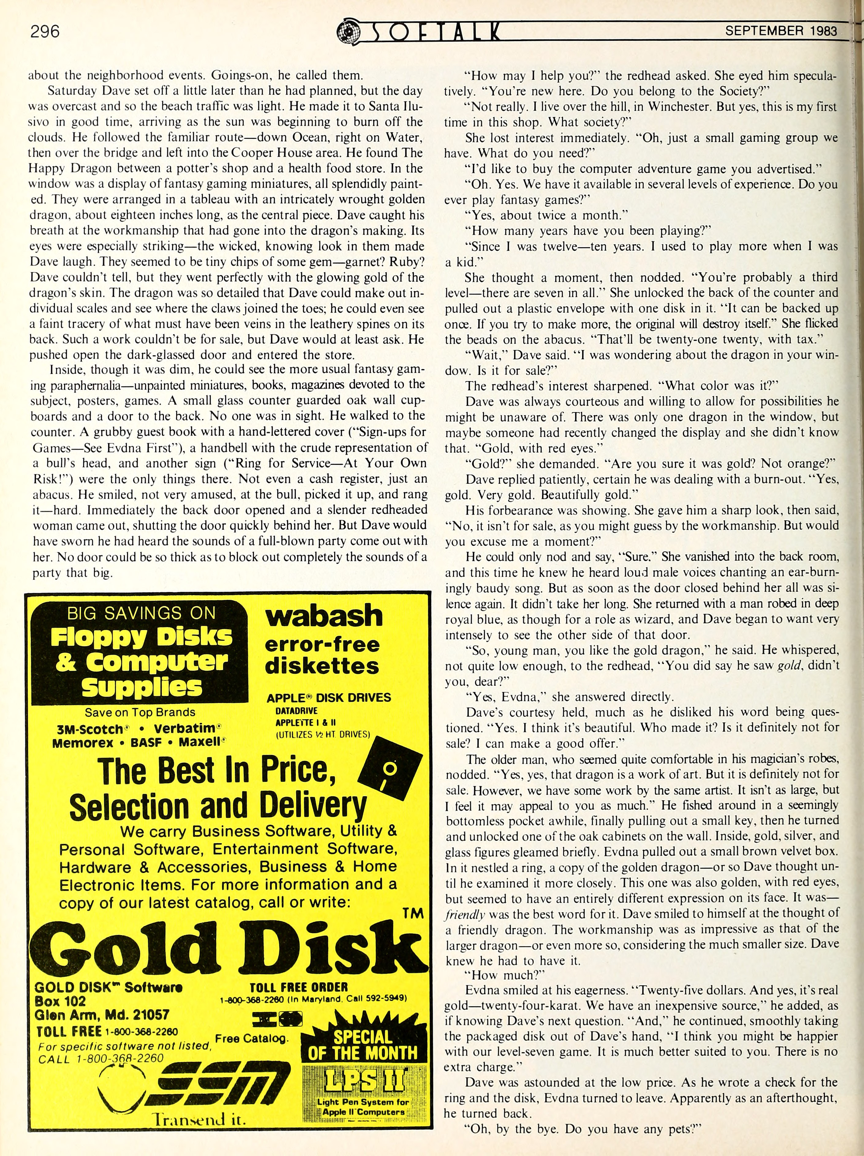 296
SOFTALK
SEPTEMBER 1983
about the neighborhood events. Goings-on, he called them.
Saturday Dave set off a little later than he had planned, but the day
was overcast and so the beach traffic was light. He made it to Santa Ilu-
sivo in good time, arriving as the sun was beginning to burn off the
clouds. He followed the familiar route—down Ocean, right on Water,
then over the bridge and left into the Cooper House area. He found The
Happy Dragon between a potter's shop and a health food store. In the
window was a display of fantasy gaming miniatures, all splendidly paint-
ed. They were arranged in a tableau with an intricately wrought golden
dragon, about eighteen inches long, as the central piece. Dave caught his
breath at the workmanship that had gone into the dragon's making. Its
eyes were especially striking—the wicked, knowing look in them made
Dave laugh. They seemed to be tiny chips of some gem—garnet? Ruby?
Dave couldn't tell, but they went perfectly with the glowing gold of the
dragon's skin. The dragon was so detailed that Dave could make out in-
dividual scales and see where the claws joined the toes; he could even see
a faint tracery of what must have been veins in the leathery spines on its
back. Such a work couldn't be for sale, but Dave would at least ask. He
pushed open the dark-glassed door and entered the store.
Inside, though it was dim, he could see the more usual fantasy gam-
ing paraphernalia—unpainted miniatures, books, magazines devoted to the
subject, posters, games. A small glass counter guarded oak wall cup-
boards and a door to the back. No one was in sight. He walked to the
counter. A grubby guest book with a hand-lettered cover ("Sign-ups for
Games—See Evdna First"), a handbell with the crude representation of
a bull's head, and another sign ("Ring for Service—At Your Own
Risk!") were the only things there. Not even a cash register, just an
abacus. He smiled, not very amused, at the bull, picked it up, and rang
it—hard. Immediately the back door opened and a slender redheaded
woman came out, shutting the door quickly behind her. But Dave would
have sworn he had heard the sounds of a full-blown party come out with
her. No door could be so thick as to block out completely the sounds of a
party that big.
BIG SAVINGS ON
Floppy Disks
& Computer
Supplies
Save on Top Brands
3M-Scotch® • Verbatim®
Memorex • BASF • Maxell®
wabash
error-free
diskettes
APPLE® DISK DRIVES
DATADRIVE
APPLETTE I & II
(UTILIZES ½ HT. DRIVES)
The Best In Price,
Selection and Delivery
We carry Business Software, Utility &
Personal Software, Entertainment Software,
Hardware & Accessories, Business & Home
Electronic Items. For more information and a
copy of our latest catalog, call or write:
Gold Disk™
GOLD DISK™ Software
Box 102
Glen Arm, Md. 21057
TOLL FREE 1-800-368-2260
For specific software not listed,
CALL 1-800-368-2260
TOLL FREE ORDER
1-800-368-2260 (In Maryland, Call 592-5949)
Free Catalog.
SPECIAL
OF THE MONTH
SSM
Transend it.
LPS II
Light Pen System for
Apple II Computers
"How may I help you?" the redhead asked. She eyed him specula-
tively. "You're new here. Do you belong to the Society?"
"Not really. I live over the hill, in Winchester. But yes, this is my first
time in this shop. What society?"
She lost interest immediately. "Oh, just a small gaming group we
have. What do you need?"
"I'd like to buy the computer adventure game you advertised."
"Oh. Yes. We have it available in several levels of experience. Do you
ever play fantasy games?"
"Yes, about twice a month."
"How many years have you been playing?"
"Since I was twelve—ten years. I used to play more when I was
a kid."
She thought a moment, then nodded. "You're probably a third
level—there are seven in all." She unlocked the back of the counter and
pulled out a plastic envelope with one disk in it. "It can be backed up
once. If you try to make more, the original will destroy itself." She flicked
the beads on the abacus. "That'll be twenty-one twenty, with tax."
"Wait," Dave said. "I was wondering about the dragon in your win-
dow. Is it for sale?"
The redhead's interest sharpened. "What color was it?"
Dave was always courteous and willing to allow for possibilities he
might be unaware of. There was only one dragon in the window, but
maybe someone had recently changed the display and she didn't know
that. "Gold, with red eyes."
"Gold?" she demanded. "Are you sure it was gold? Not orange?"
Dave replied patiently, certain he was dealing with a burn-out. "Yes,
gold. Very gold. Beautifully gold."
His forbearance was showing. She gave him a sharp look, then said,
"No, it isn't for sale, as you might guess by the workmanship. But would
you excuse me a moment?"
He could only nod and say, "Sure." She vanished into the back room,
and this time he knew he heard loud male voices chanting an ear-burn-
ingly baudy song. But as soon as the door closed behind her all was si-
lence again. It didn't take her long. She returned with a man robed in deep
royal blue, as though for a role as wizard, and Dave began to want very
intensely to see the other side of that door.
"So, young man, you like the gold dragon," he said. He whispered,
not quite low enough, to the redhead, "You did say he saw gold, didn't
you, dear?"
"Yes, Evdna," she answered directly.
Dave's courtesy held, much as he disliked his word being ques-
tioned. "Yes. I think it's beautiful. Who made it? Is it definitely not for
sale? I can make a good offer."
The older man, who seemed quite comfortable in his magician's robes,
nodded. "Yes, yes, that dragon is a work of art. But it is definitely not for
sale. However, we have some work by the same artist. It isn't as large, but
I feel it may appeal to you as much." He fished around in a seemingly
bottomless pocket awhile, finally pulling out a small key, then he turned
and unlocked one of the oak cabinets on the wall. Inside, gold, silver, and
glass figures gleamed briefly. Evdna pulled out a small brown velvet box.
In it nestled a ring, a copy of the golden dragon—or so Dave thought un-
til he examined it more closely. This one was also golden, with red eyes,
but seemed to have an entirely different expression on its face. It was—
friendly was the best word for it. Dave smiled to himself at the thought of
a friendly dragon. The workmanship was as impressive as that of the
larger dragon—or even more so, considering the much smaller size. Dave
knew he had to have it.
"How much?"
Evdna smiled at his eagerness. "Twenty-five dollars. And yes, it's real
gold—twenty-four-karat. We have an inexpensive source," he added, as
if knowing Dave's next question. "And," he continued, smoothly taking
the packaged disk out of Dave's hand, "I think you might be happier
with our level-seven game. It is much better suited to you. There is no
extra charge."
Dave was astounded at the low price. As he wrote a check for the
ring and the disk, Evdna turned to leave. Apparently as an afterthought,
he turned back.
"Oh, by the bye. Do you have any pets?"